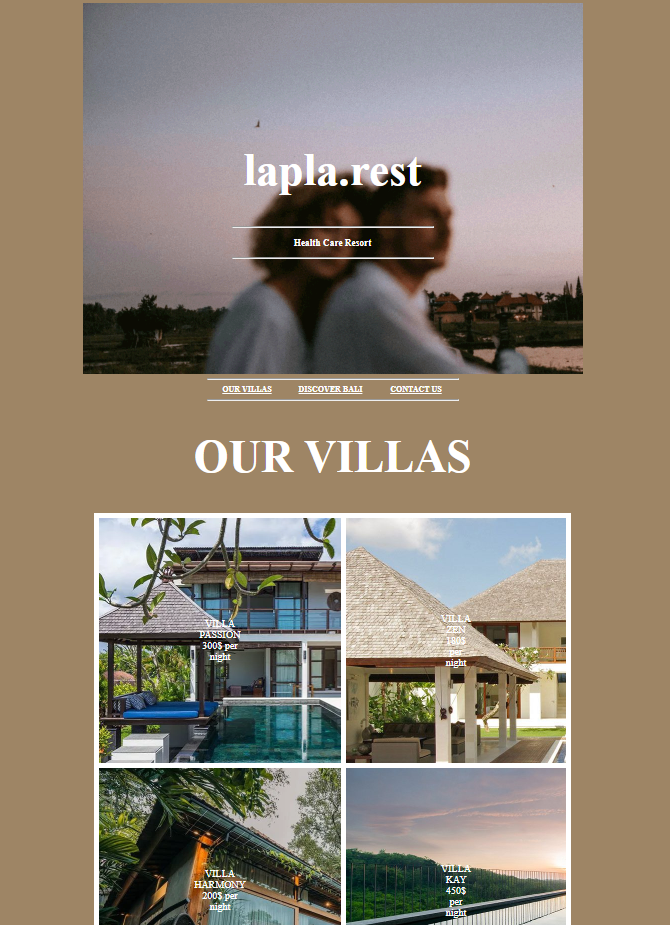 lapla.rest
Health Care Resort
OUR VILLAS DISCOVER BALI CONTACT US
OUR VILLAS
VILLA
PASSION
300$ per
night
VILLA
ZEN
180$
per
night
VILLA
HARMONY
200$ per
night
VILLA
KAY
450$
per
night